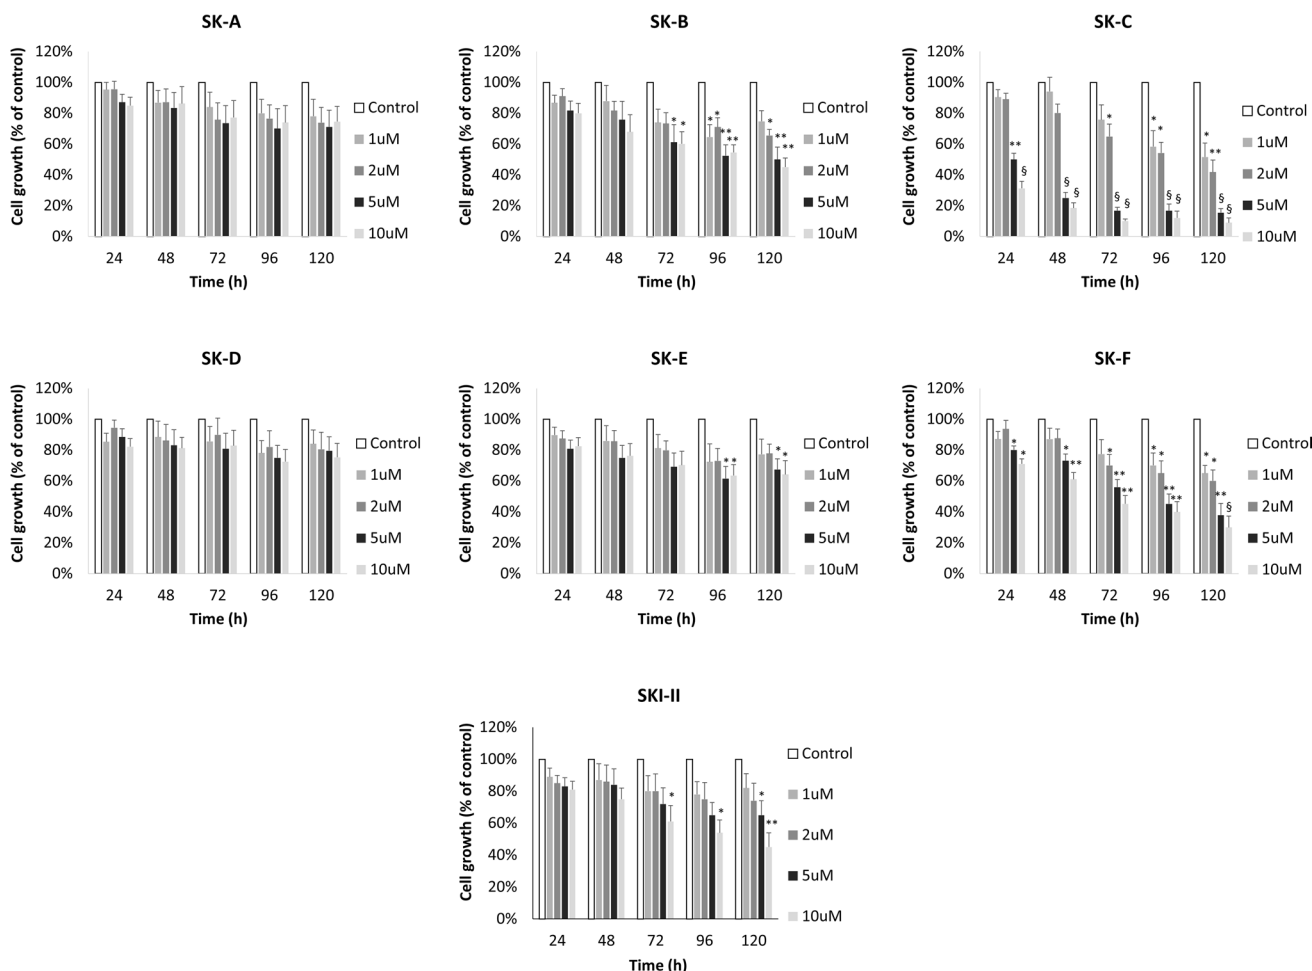 SK-A
Cell growth (% of control)
120%
100%
80%
60%
40%
20%
0%
24 48 72 96 120
Time (h)
Control
1uM
2uM
5uM
10uM
SK-B
Cell growth (% of control)
120%
100%
80%
60%
40%
20%
0%
* * * * ** ** * ** **
24 48 72 96 120
Time (h)
Control
1uM
2uM
5uM
10uM
SK-C
Cell growth (% of control)
120%
100%
80%
60%
40%
20%
0%
** § § § * § § * * § § * ** § §
24 48 72 96 120
Time (h)
Control
1uM
2uM
5uM
10uM
SK-D
Cell growth (% of control)
120%
100%
80%
60%
40%
20%
0%
24 48 72 96 120
Time (h)
Control
1uM
2uM
5uM
10uM
SK-E
Cell growth (% of control)
120%
100%
80%
60%
40%
20%
0%
* * * *
24 48 72 96 120
Time (h)
Control
1uM
2uM
5uM
10uM
SK-F
Cell growth (% of control)
120%
100%
80%
60%
40%
20%
0%
* * * ** * ** ** * * ** ** * * ** §
24 48 72 96 120
Time (h)
Control
1uM
2uM
5uM
10uM
SKI-II
Cell growth (% of control)
120%
100%
80%
60%
40%
20%
0%
* * * **
24 48 72 96 120
Time (h)
Control
1uM
2uM
5uM
10uM